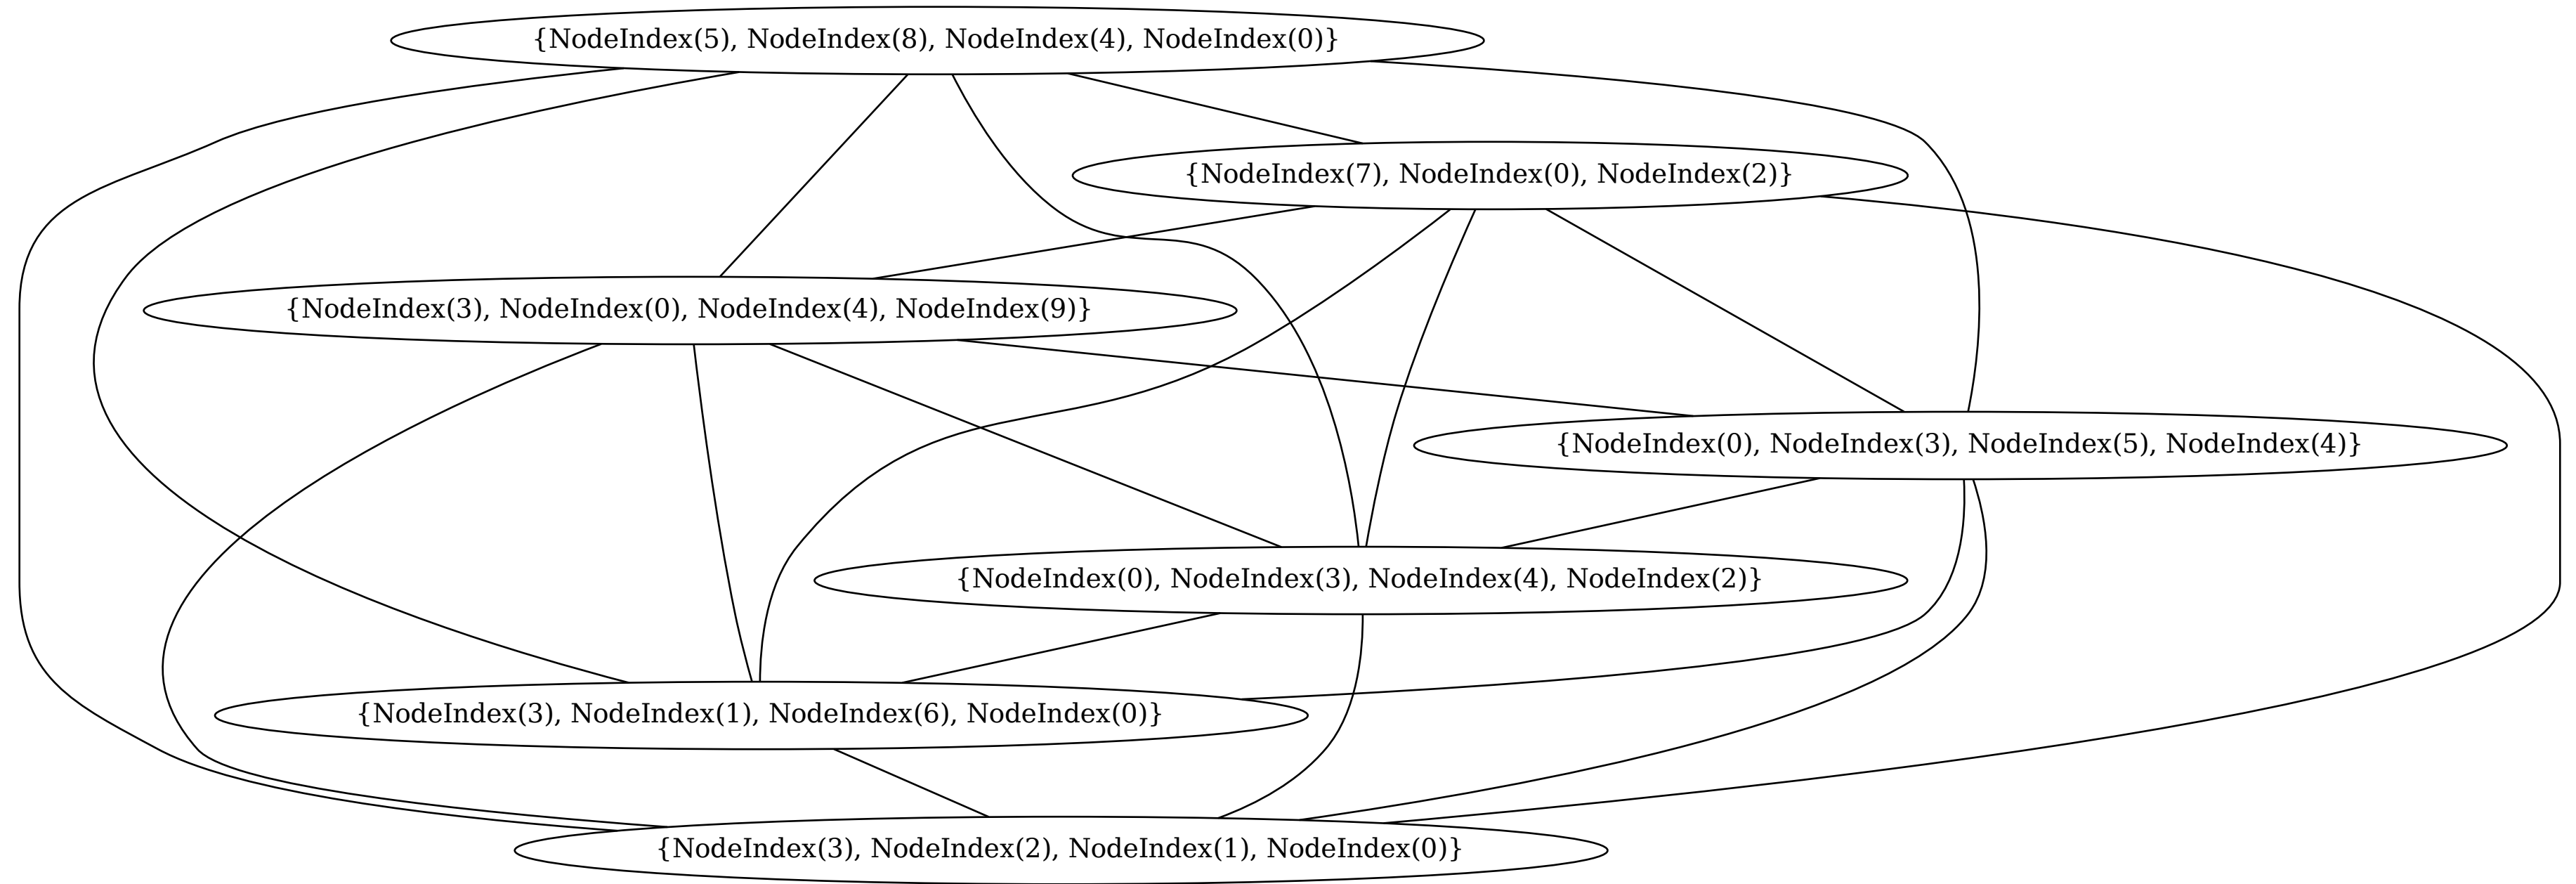 {NodeIndex(5), NodeIndex(8), NodeIndex(4), NodeIndex(0)}
{NodeIndex(7), NodeIndex(0), NodeIndex(2)}
{NodeIndex(3), NodeIndex(0), NodeIndex(4), NodeIndex(9)}
{NodeIndex(0), NodeIndex(3), NodeIndex(5), NodeIndex(4)}
{NodeIndex(0), NodeIndex(3), NodeIndex(4), NodeIndex(2)}
{NodeIndex(3), NodeIndex(1), NodeIndex(6), NodeIndex(0)}
{NodeIndex(3), NodeIndex(2), NodeIndex(1), NodeIndex(0)}